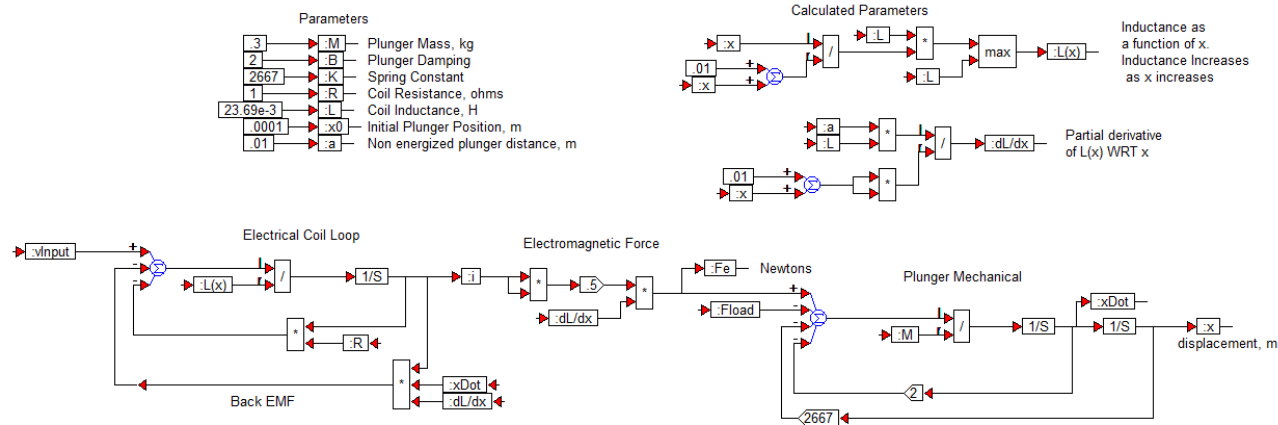 Parameters
.3 :M Plunger Mass, kg
2 :B Plunger Damping
2667 :K Spring Constant
1 :R Coil Resistance, ohms
23.69e-3 :L Coil Inductance, H
.0001 :x0 Initial Plunger Position, m
.01 :a Non energized plunger distance, m
Calculated Parameters
:x
.01
:x
+
+
Σ
l
r
/
:L
*
:L
max
:L(x)
Inductance as
a function of x.
Inductance Increases
as x increases
:a
:L
*
.01
:x
+
+
Σ
*
l
r
/
:dL/dx
Partial derivative
of L(x) WRT x
Electrical Coil Loop
:vInput
+
-
-
Σ
:L(x)
l
r
/
1/S
:i
*
:R
*
:xDot
:dL/dx
Back EMF
Electromagnetic Force
*
.5
:dL/dx
*
:Fe
Newtons
Plunger Mechanical
:Fload
+
-
-
-
Σ
:M
l
r
/
1/S
:xDot
1/S
:x
displacement, m
2
2667